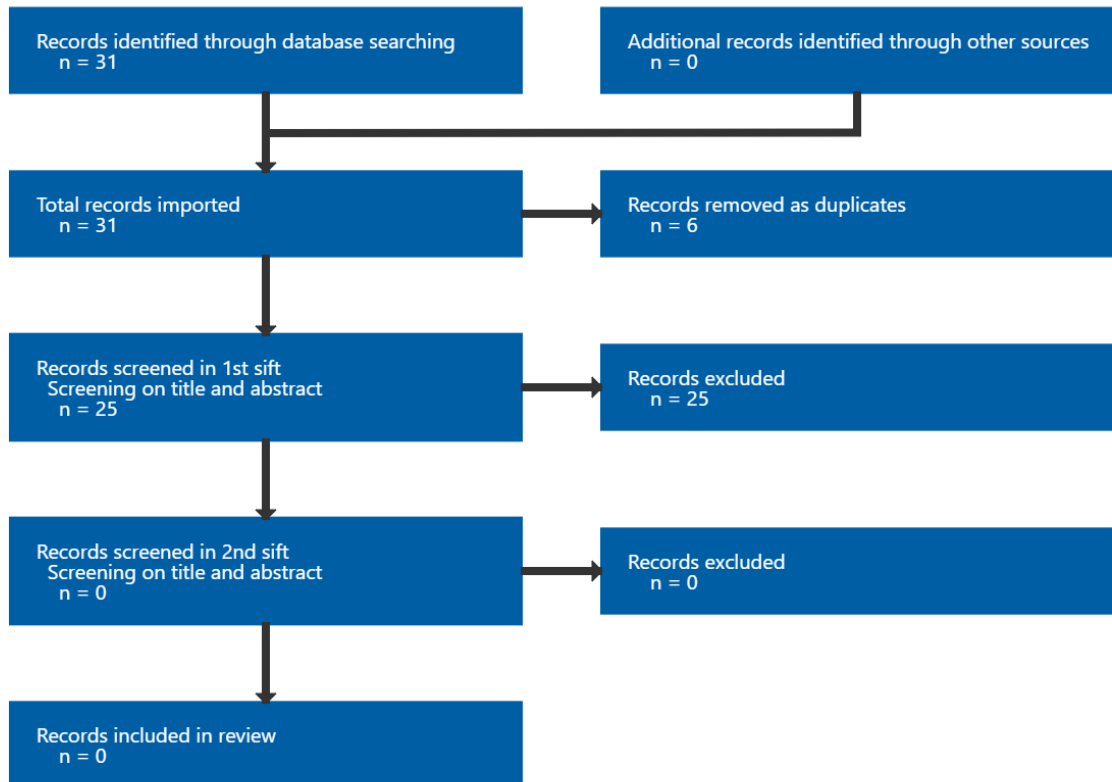 Records identified through database searching
n = 31
Additional records identified through other sources
n = 0
Total records imported
n = 31
Records removed as duplicates
n = 6
Records screened in 1st sift
Screening on title and abstract
n = 25
Records excluded
n = 25
Records screened in 2nd sift
Screening on title and abstract
n = 0
Records excluded
n = 0
Records included in review
n = 0